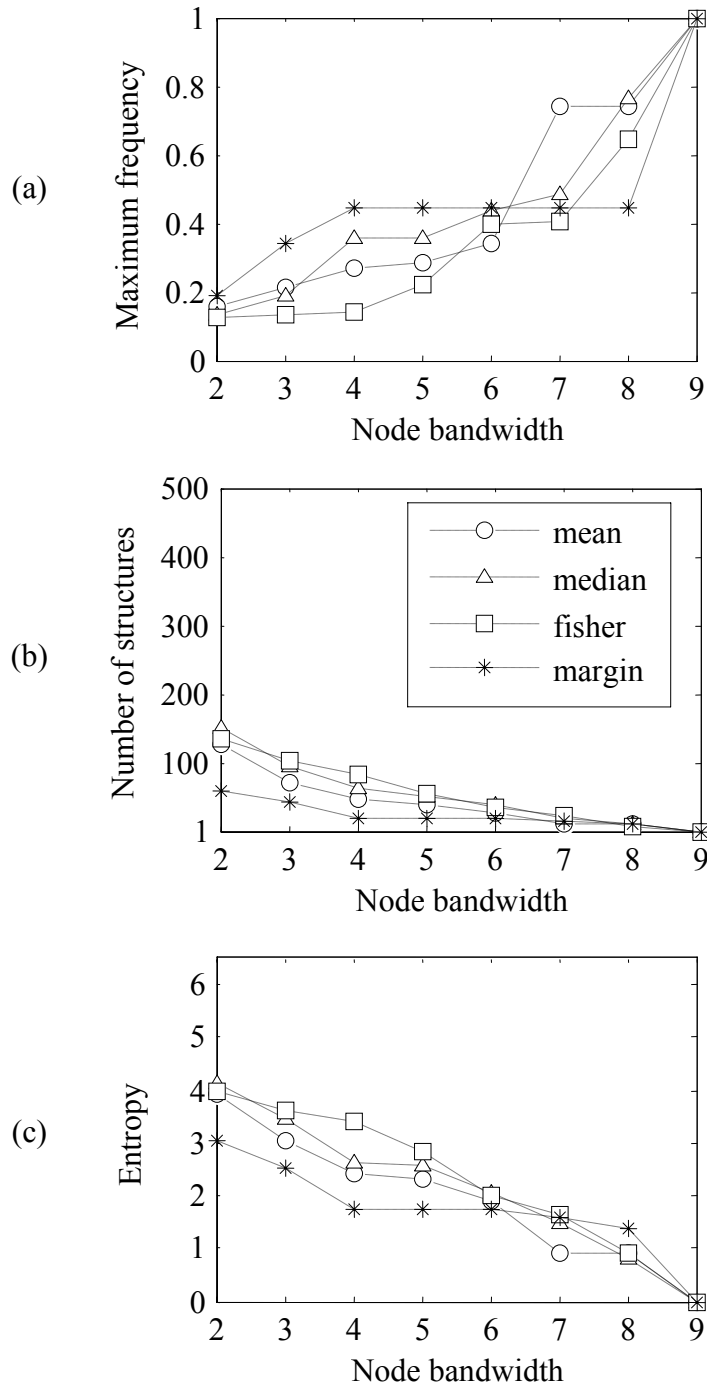 (a)
Maximum frequency
1
0.8
0.6
0.4
0.2
0
2 3 4 5 6 7 8 9
Node bandwidth
(b)
Number of structures
500
400
300
200
100
1
mean
median
fisher
margin
2 3 4 5 6 7 8 9
Node bandwidth
(c)
Entropy
6
5
4
3
2
1
0
2 3 4 5 6 7 8 9
Node bandwidth